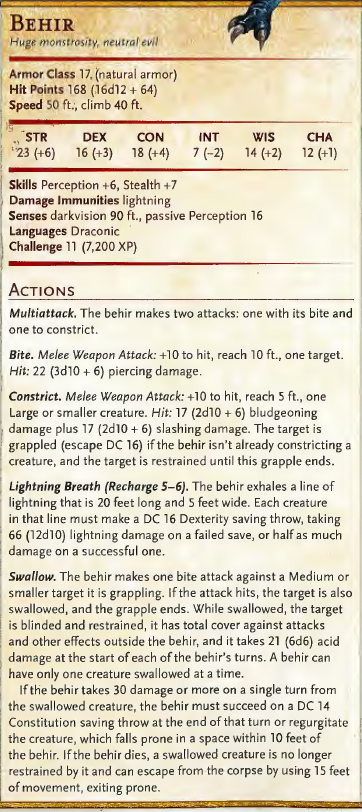 BEHIR
Huge monstrosity, neutral evil
Armor Class 17, (natural armor)
Hit Points 168 (16d12 + 64)
Speed 50 ft., climb 40 ft.
STR DEX CON INT WIS CHA
23 (+6) 16 (+3) 18 (+4) 7 (–2) 14 (+2) 12 (+1)
Skills Perception +6, Stealth +7
Damage Immunities lightning
Senses darkvision 90 ft., passive Perception 16
Languages Draconic
Challenge 11 (7,200 XP)
ACTIONS
Multiattack. The behir makes two attacks: one with its bite and
one to constrict.
Bite. Melee Weapon Attack: +10 to hit, reach 10 ft., one target.
Hit: 22 (3d10 + 6) piercing damage.
Constrict. Melee Weapon Attack: +10 to hit, reach 5 ft., one
Large or smaller creature. Hit: 17 (2d10 + 6) bludgeoning
damage plus 17 (2d10 + 6) slashing damage. The target is
grappled (escape DC 16) if the behir isn't already constricting a
creature, and the target is restrained until this grapple ends.
Lightning Breath (Recharge 5–6). The behir exhales a line of
lightning that is 20 feet long and 5 feet wide. Each creature
in that line must make a DC 16 Dexterity saving throw, taking
66 (12d10) lightning damage on a failed save, or half as much
damage on a successful one.
Swallow. The behir makes one bite attack against a Medium or
smaller target it is grappling. If the attack hits, the target is also
swallowed, and the grapple ends. While swallowed, the target
is blinded and restrained, it has total cover against attacks
and other effects outside the behir, and it takes 21 (6d6) acid
damage at the start of each of the behir's turns. A behir can
have only one creature swallowed at a time.
If the behir takes 30 damage or more on a single turn from
the swallowed creature, the behir must succeed on a DC 14
Constitution saving throw at the end of that turn or regurgitate
the creature, which falls prone in a space within 10 feet of
the behir. If the behir dies, a swallowed creature is no longer
restrained by it and can escape from the corpse by using 15 feet
of movement, exiting prone.